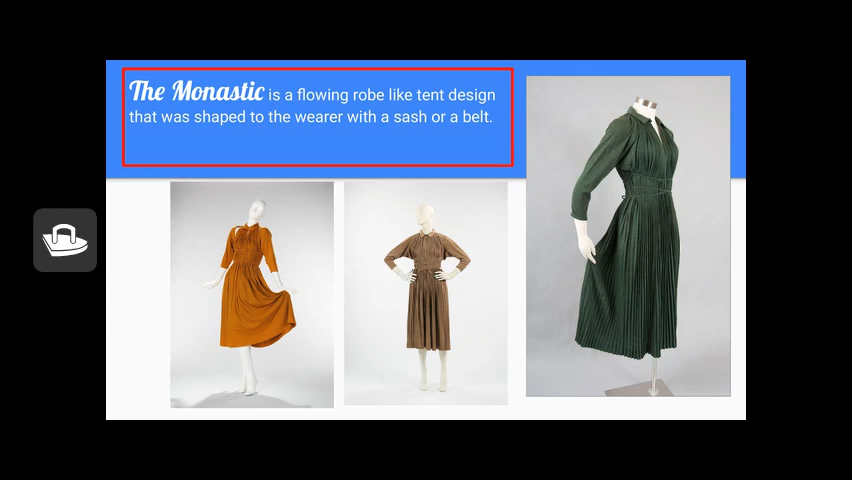 The Monastic is a flowing robe like tent design
that was shaped to the wearer with a sash or a belt.